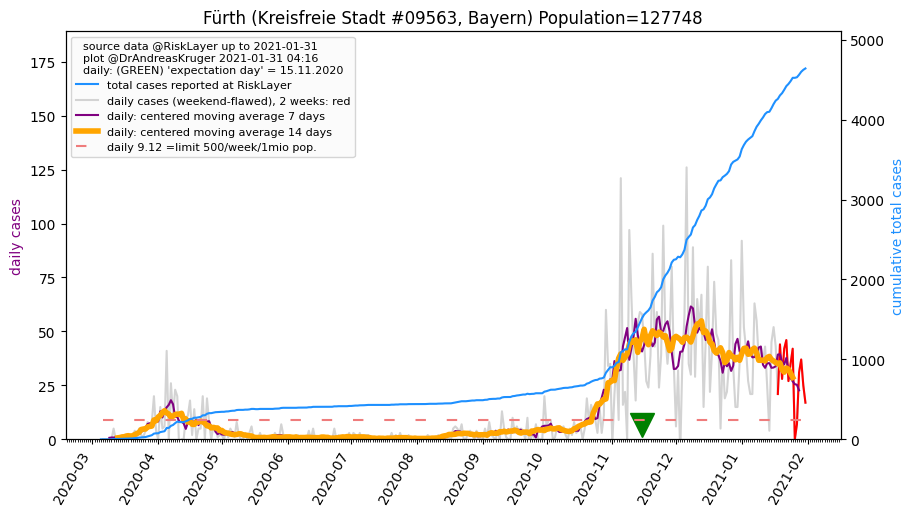 Fürth (Kreisfreie Stadt #09563, Bayern) Population=127748
source data @RiskLayer up to 2021-01-31
plot @DrAndreasKruger 2021-01-31 04:16
daily: (GREEN) 'expectation day' = 15.11.2020
total cases reported at RiskLayer
daily cases (weekend-flawed), 2 weeks: red
daily: centered moving average 7 days
daily: centered moving average 14 days
daily 9.12 =limit 500/week/1mio pop.
daily cases
175
150
125
100
75
50
25
0
5000
4000
3000
2000
1000
0
cumulative total cases
2020-03
2020-04
2020-05
2020-06
2020-07
2020-08
2020-09
2020-10
2020-11
2020-12
2021-01
2021-02